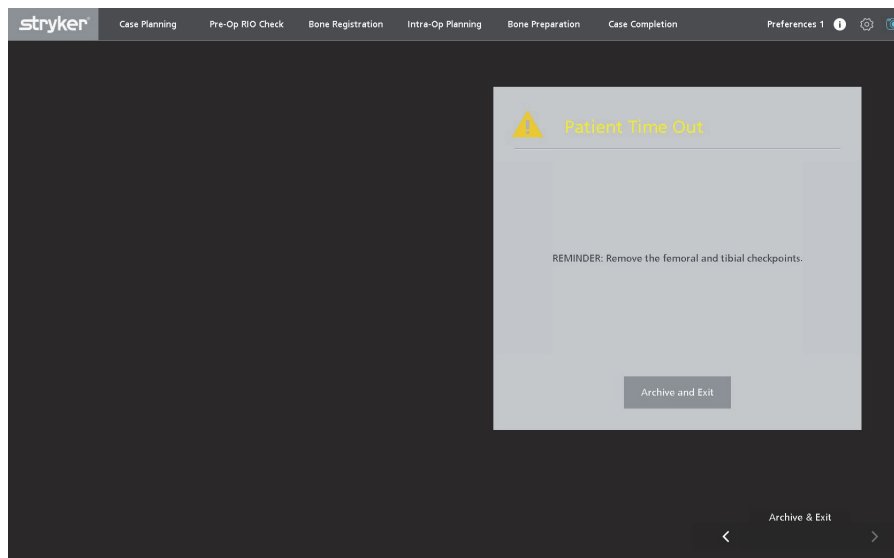 stryker
Case Planning
Pre-Op RIO Check
Bone Registration
Intra-Op Planning
Bone Preparation
Case Completion
Preferences 1
Patient Time Out
REMINDER: Remove the femoral and tibial checkpoints.
Archive and Exit
Archive & Exit